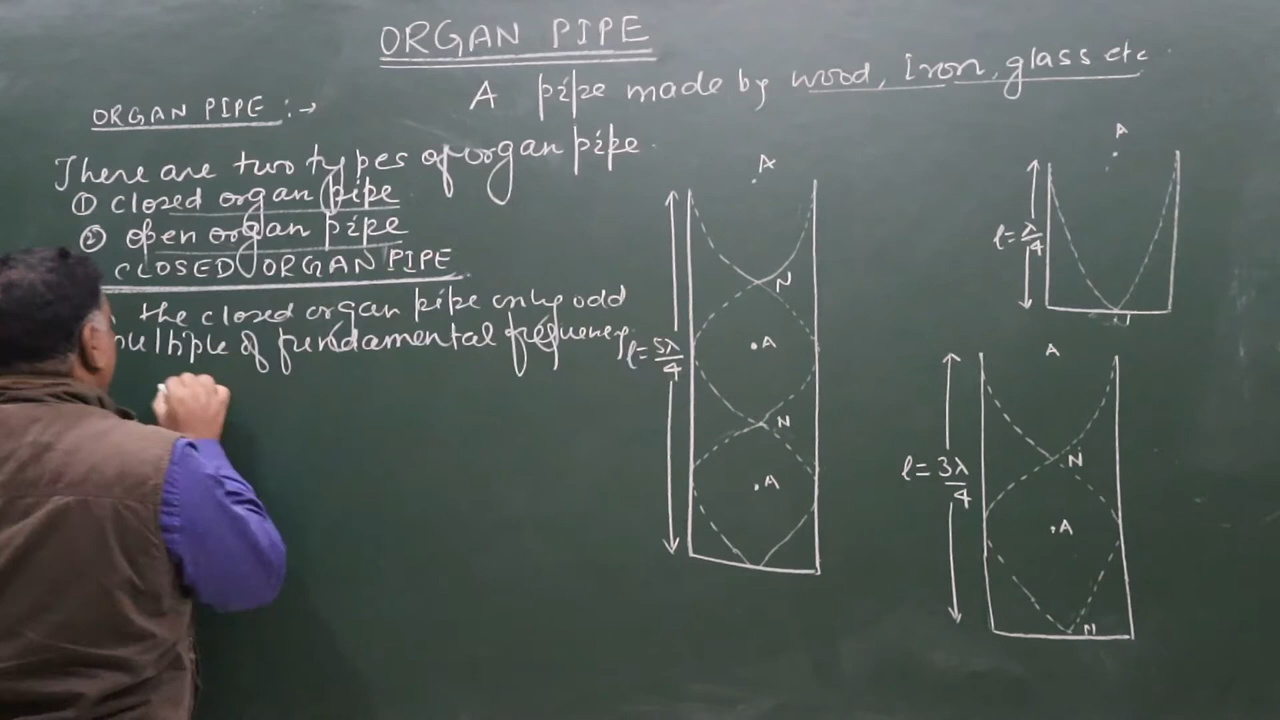 ORGAN PIPE
A pipe made by wood, Iron, glass etc.
ORGAN PIPE :→
There are two types of organ pipe.
① closed organ pipe
② open organ pipe
CLOSED ORGAN PIPE
the closed organ pipe only odd
multiple of fundamental frequency
A
N
A
N
A
l = 5λ/4
A
l = λ/4
N
A
N
A
N
l = 3λ/4